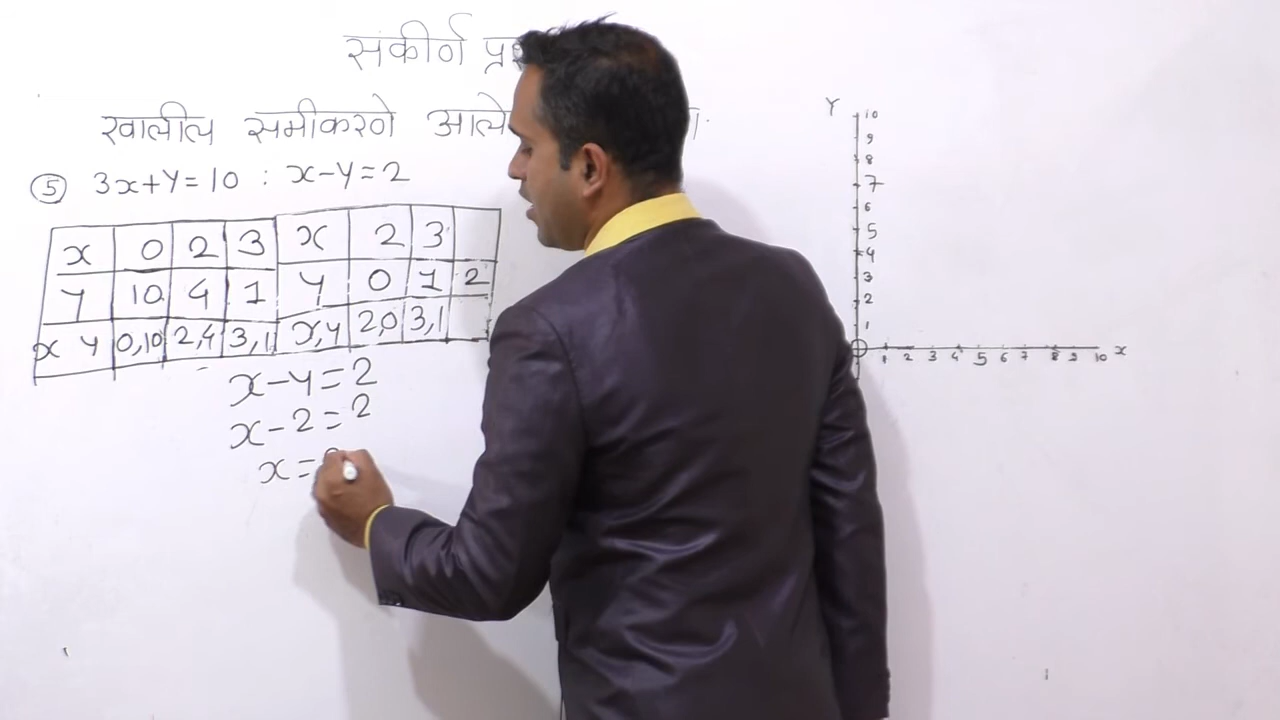 संकीर्ण
खालील समीकरणे
⑤ 3x+y=10 : x-y=2
x 0 2 3 x 2 3
y 10 4 1 y 0 1 2
x y 0,10 2,4 3,1 x,y 2,0 3,1
x-y=2
x-2=2
x=
Y
10
9
8
7
6
5
4
3
2
1
1 2 3 4 5 6 7 8 9 10 x